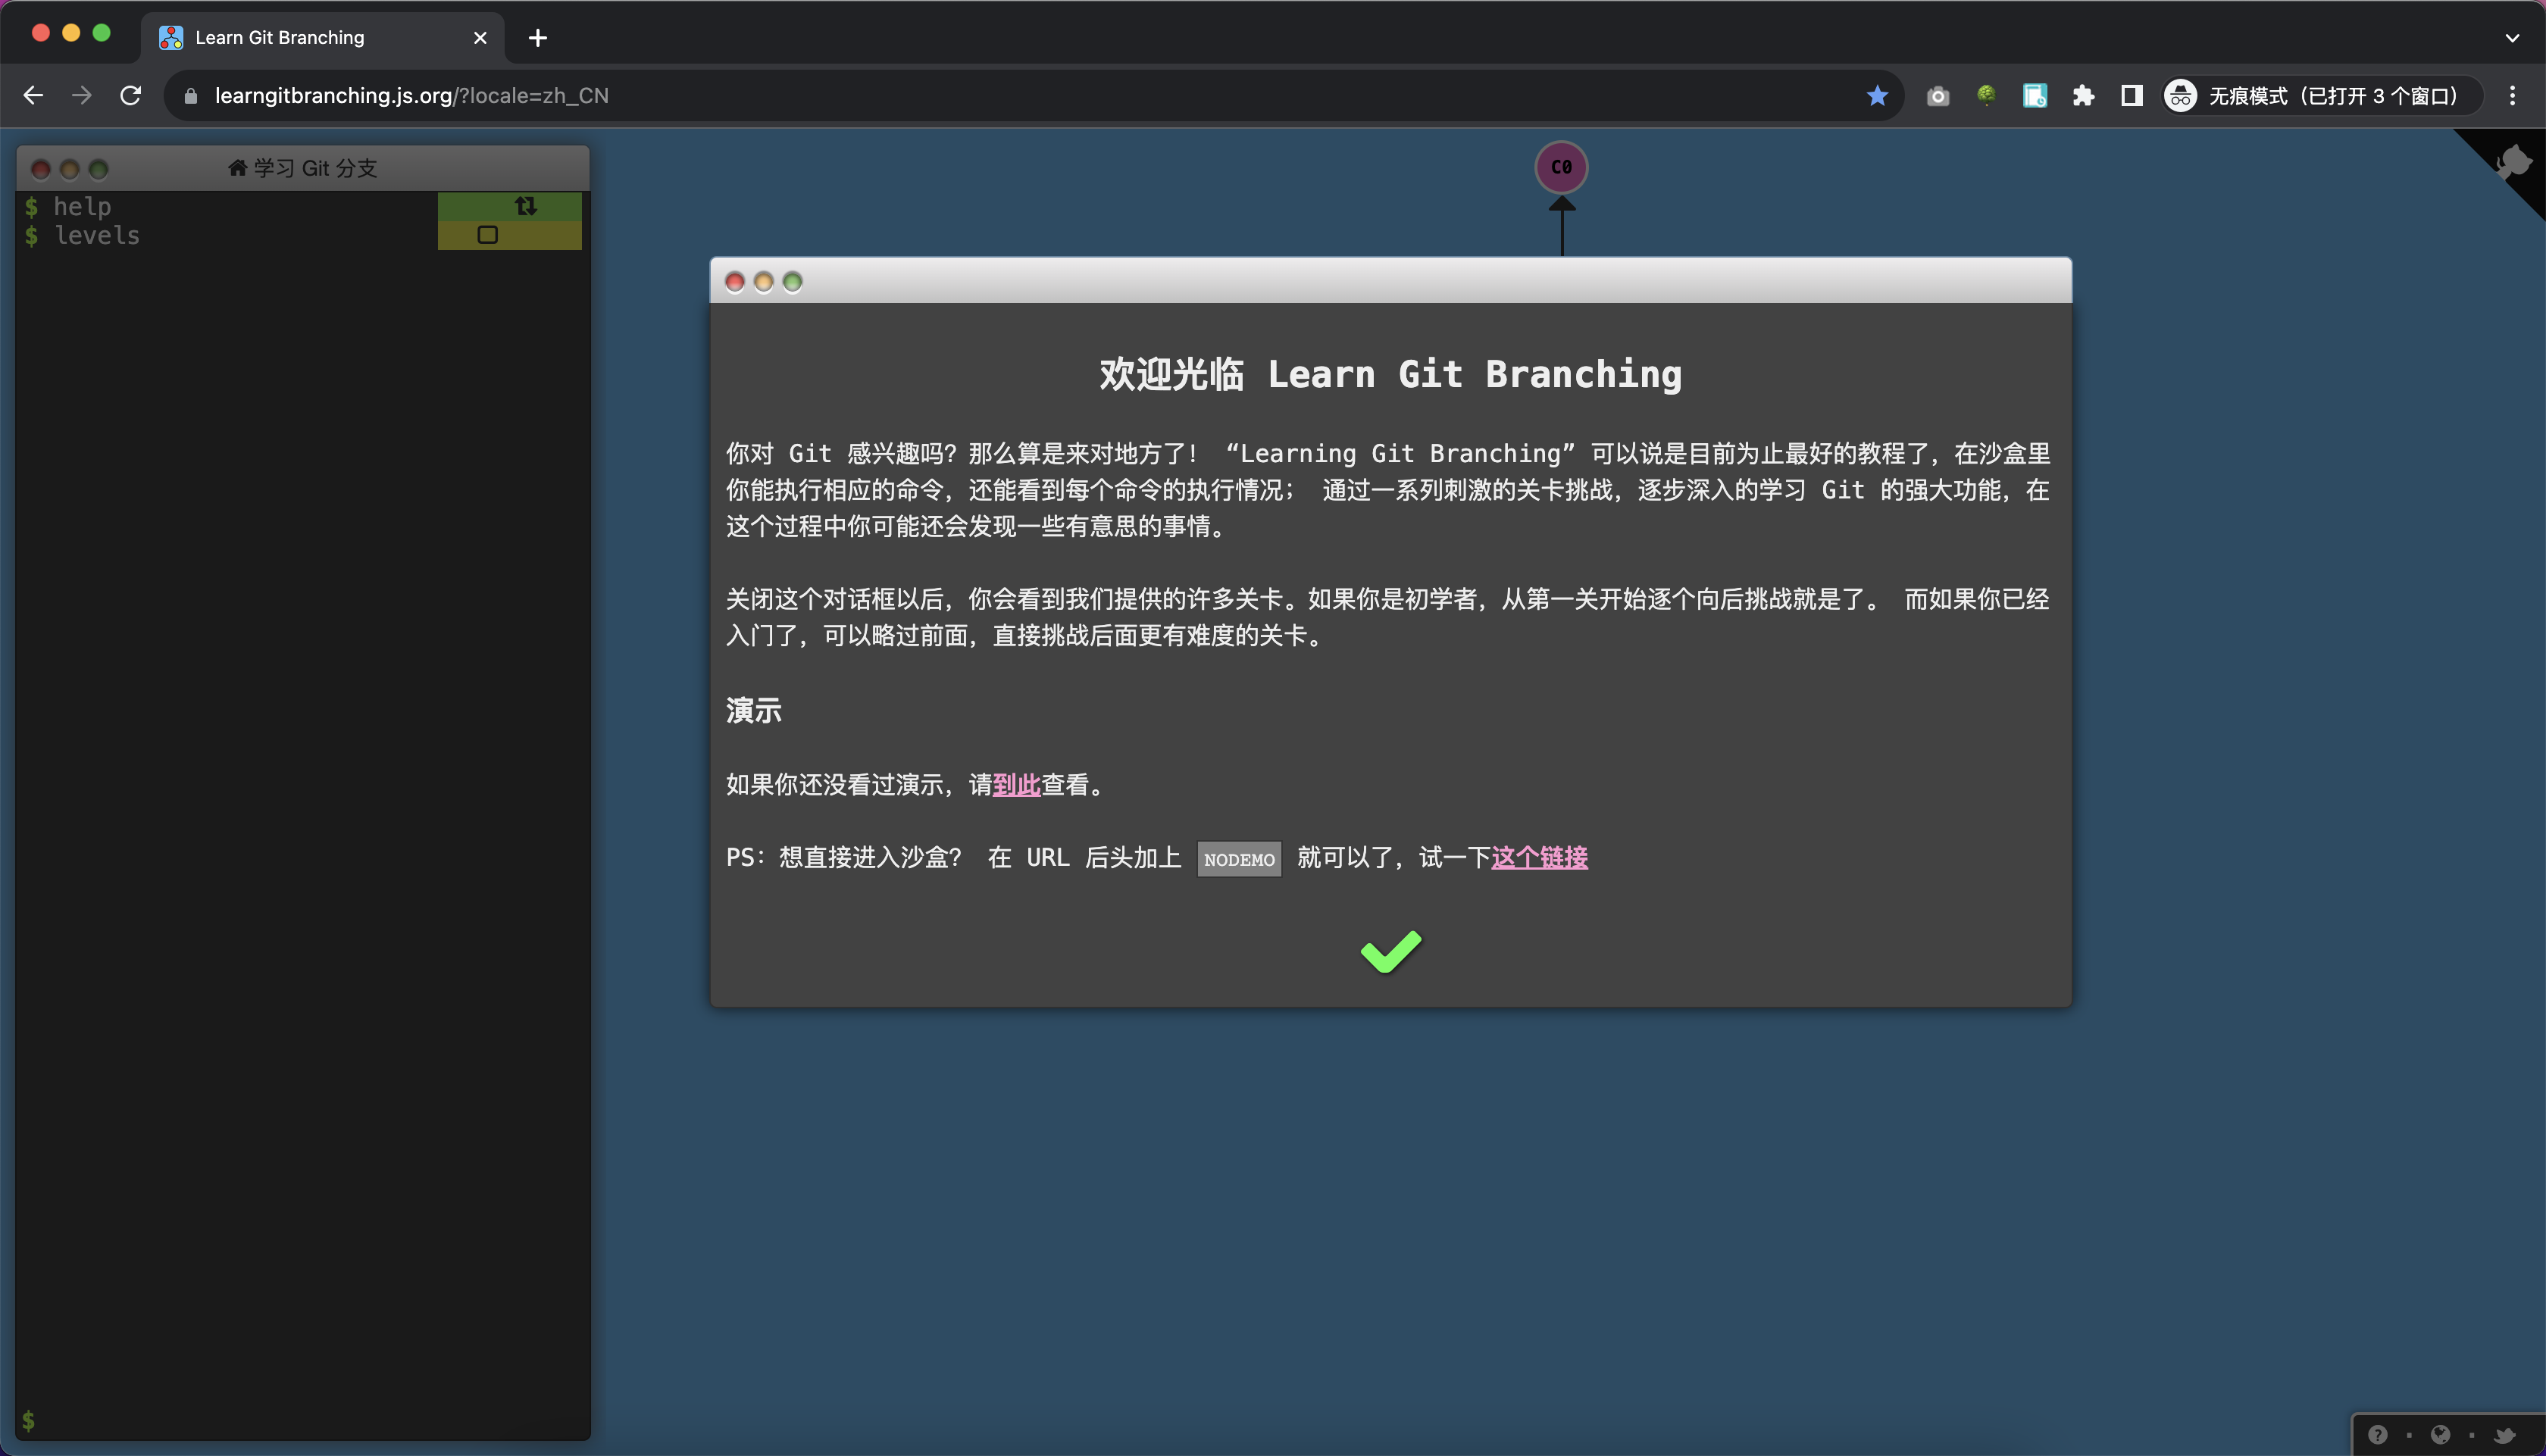 Learn Git Branching
learngitbranching.js.org/?locale=zh_CN
无痕模式（已打开 3 个窗口）
学习 Git 分支
$ help
$ levels
C0
欢迎光临 Learn Git Branching
你对 Git 感兴趣吗？那么算是来对地方了！ “Learning Git Branching” 可以说是目前为止最好的教程了，在沙盒里
你能执行相应的命令，还能看到每个命令的执行情况； 通过一系列刺激的关卡挑战，逐步深入的学习 Git 的强大功能，在
这个过程中你可能还会发现一些有意思的事情。
关闭这个对话框以后，你会看到我们提供的许多关卡。如果你是初学者，从第一关开始逐个向后挑战就是了。 而如果你已经
入门了，可以略过前面，直接挑战后面更有难度的关卡。
演示
如果你还没看过演示，请到此查看。
PS：想直接进入沙盒？ 在 URL 后头加上 NODEMO 就可以了，试一下这个链接
$